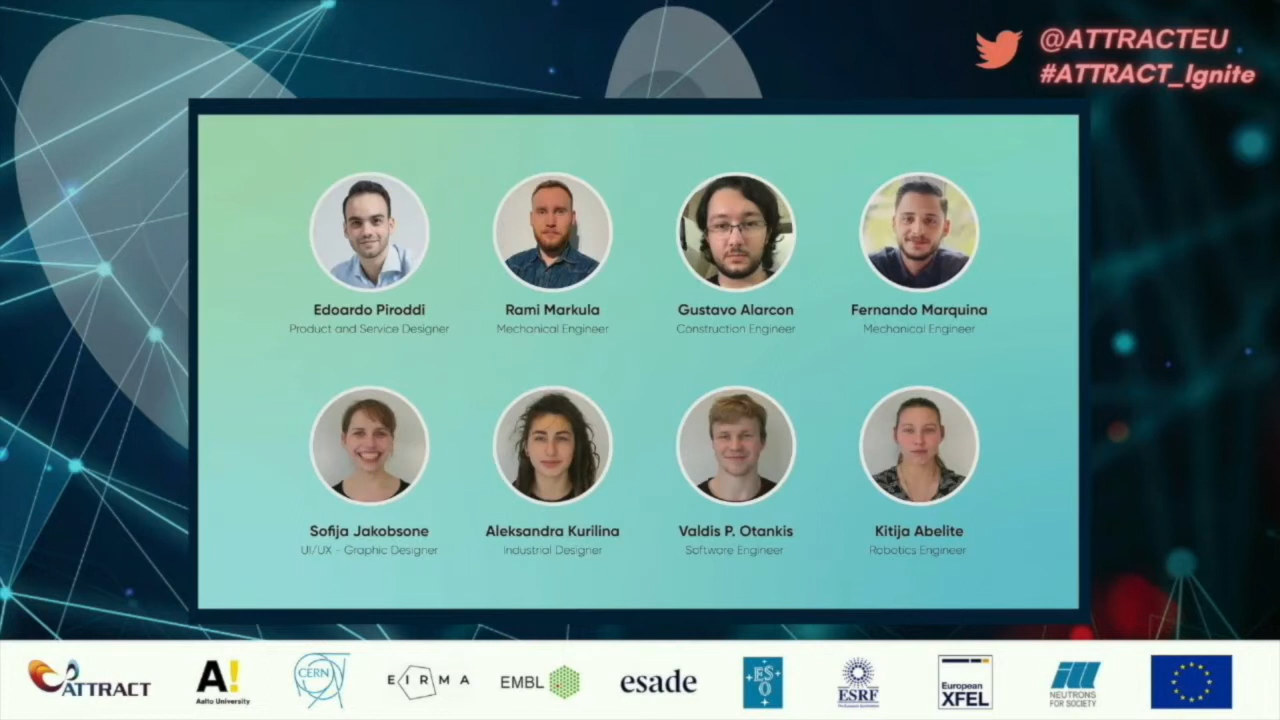 @ATTRACTEU
#ATTRACT_Ignite
Edoardo Piroddi
Product and Service Designer
Rami Markula
Mechanical Engineer
Gustavo Alarcon
Construction Engineer
Fernando Marquina
Mechanical Engineer
Sofija Jakobsone
UI/UX - Graphic Designer
Aleksandra Kurilina
Industrial Designer
Valdis P. Otankis
Software Engineer
Kitija Abelite
Robotics Engineer
ATTRACT
A!
Aalto University
CERN
EIRMA
EMBL
esade
ESO
ESRF
European
XFEL
ill
NEUTRONS
FOR SOCIETY